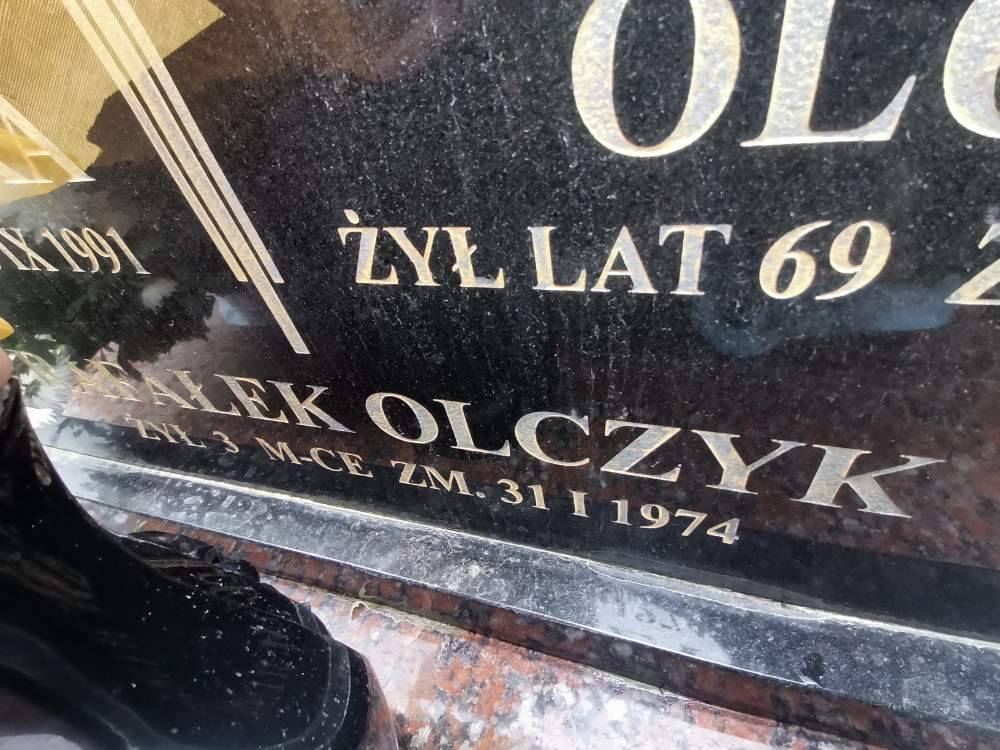 OL
IX 1991
ŻYŁ LAT 69
OLCZYK
ŻYŁ 3 M-CE ZM. 31 I 1974